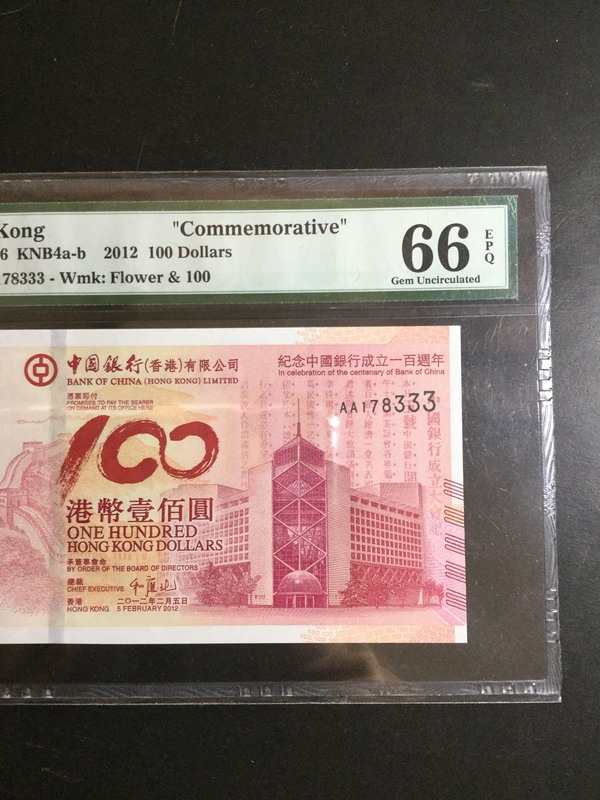 Kong "Commemorative"
6 KNB4a-b 2012 100 Dollars
178333 - Wmk: Flower & 100
66
EPQ
Gem Uncirculated
中國銀行(香港)有限公司
BANK OF CHINA (HONG KONG) LIMITED
紀念中國銀行成立一百週年
In celebration of the centenary of Bank of China
憑票即付
PROMISES TO PAY THE BEARER
ON DEMAND AT ITS OFFICE HERE
AA178333
100
港幣壹佰圓
ONE HUNDRED
HONG KONG DOLLARS
承董事會命
BY ORDER OF THE BOARD OF DIRECTORS
總裁
CHIEF EXECUTIVE
香港
HONG KONG
二〇一二年二月五日
5 FEBRUARY 2012